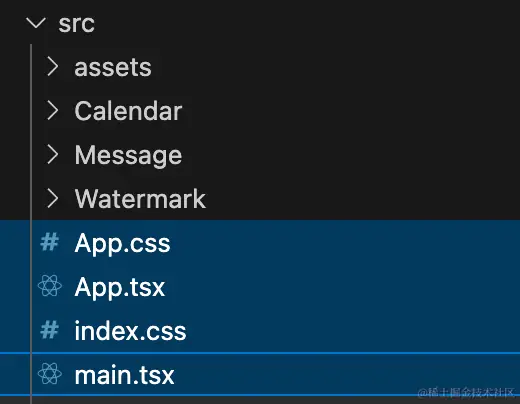 src
assets
Calendar
Message
Watermark
# App.css
App.tsx
# index.css
main.tsx
@稀土掘金技术社区